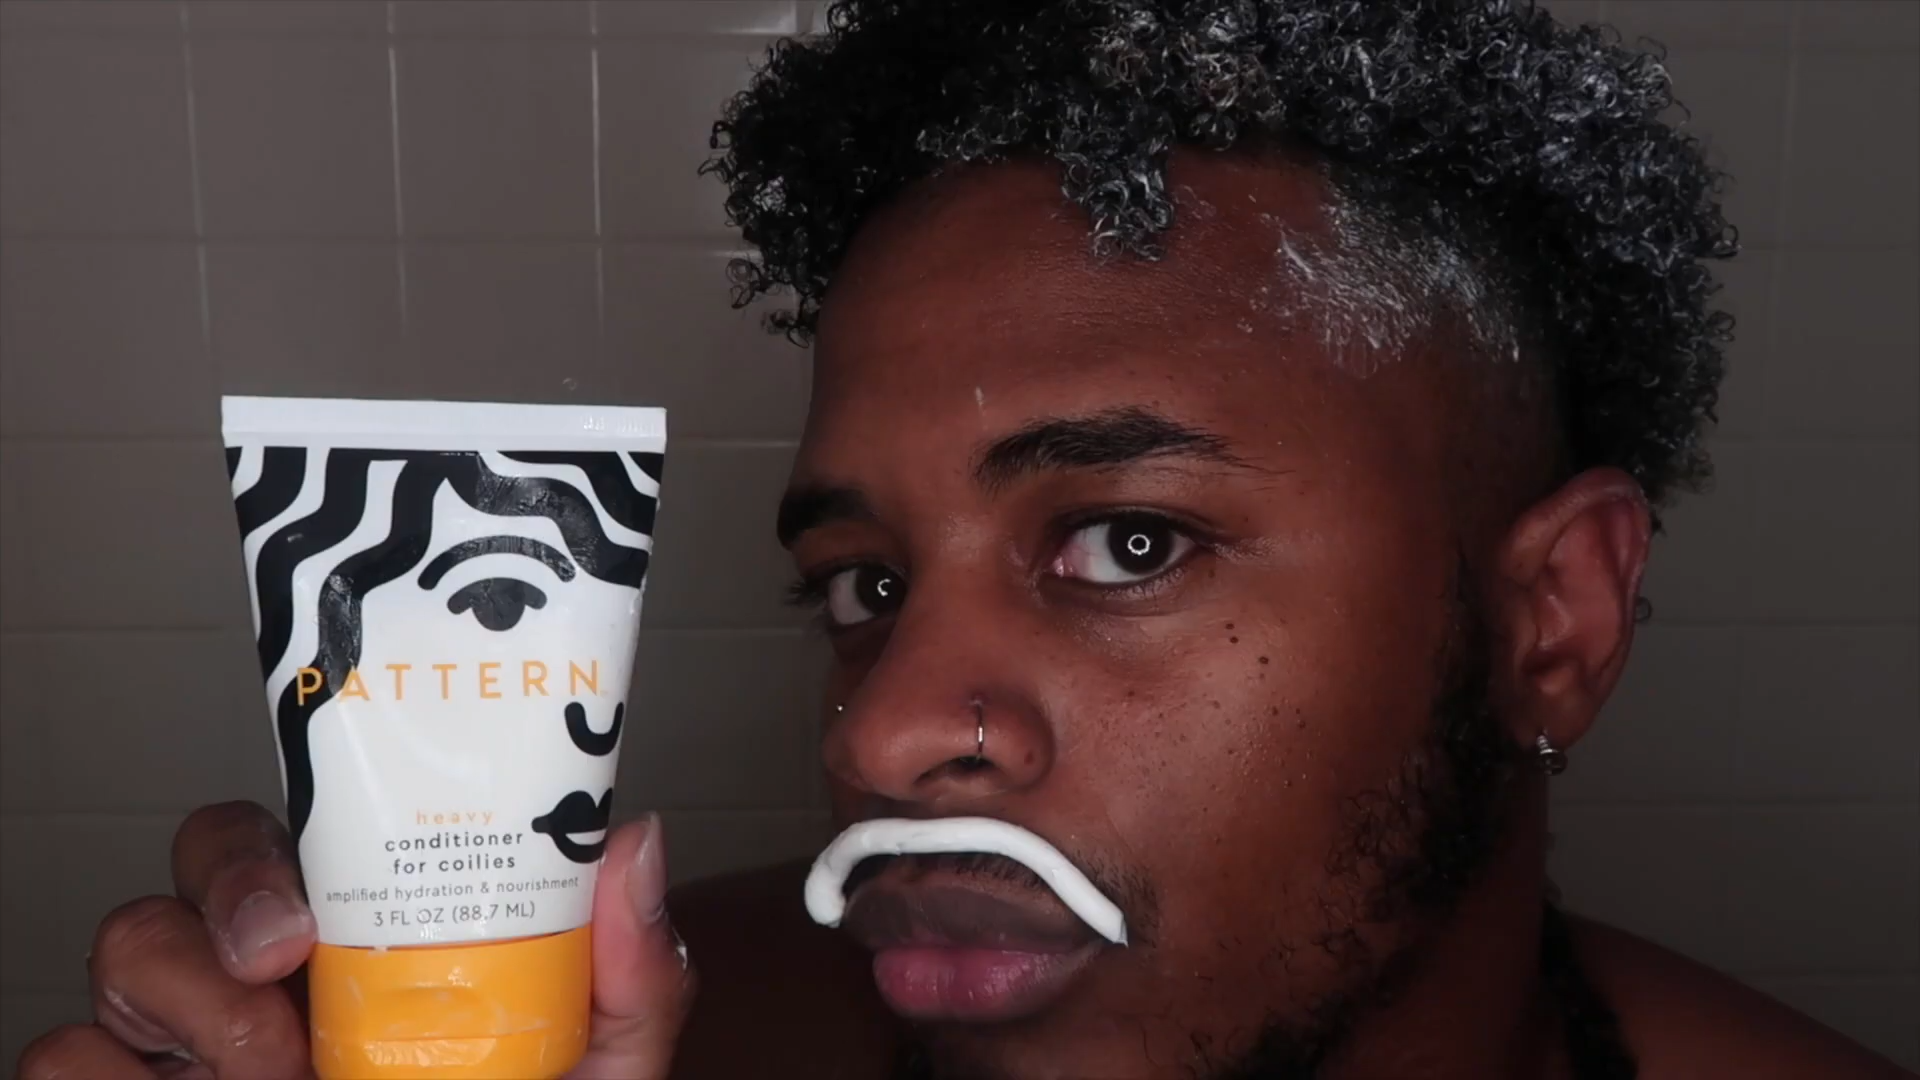 PATTERN
heavy
conditioner
for coilies
amplified hydration & nourishment
3 FL OZ (88.7 ML)